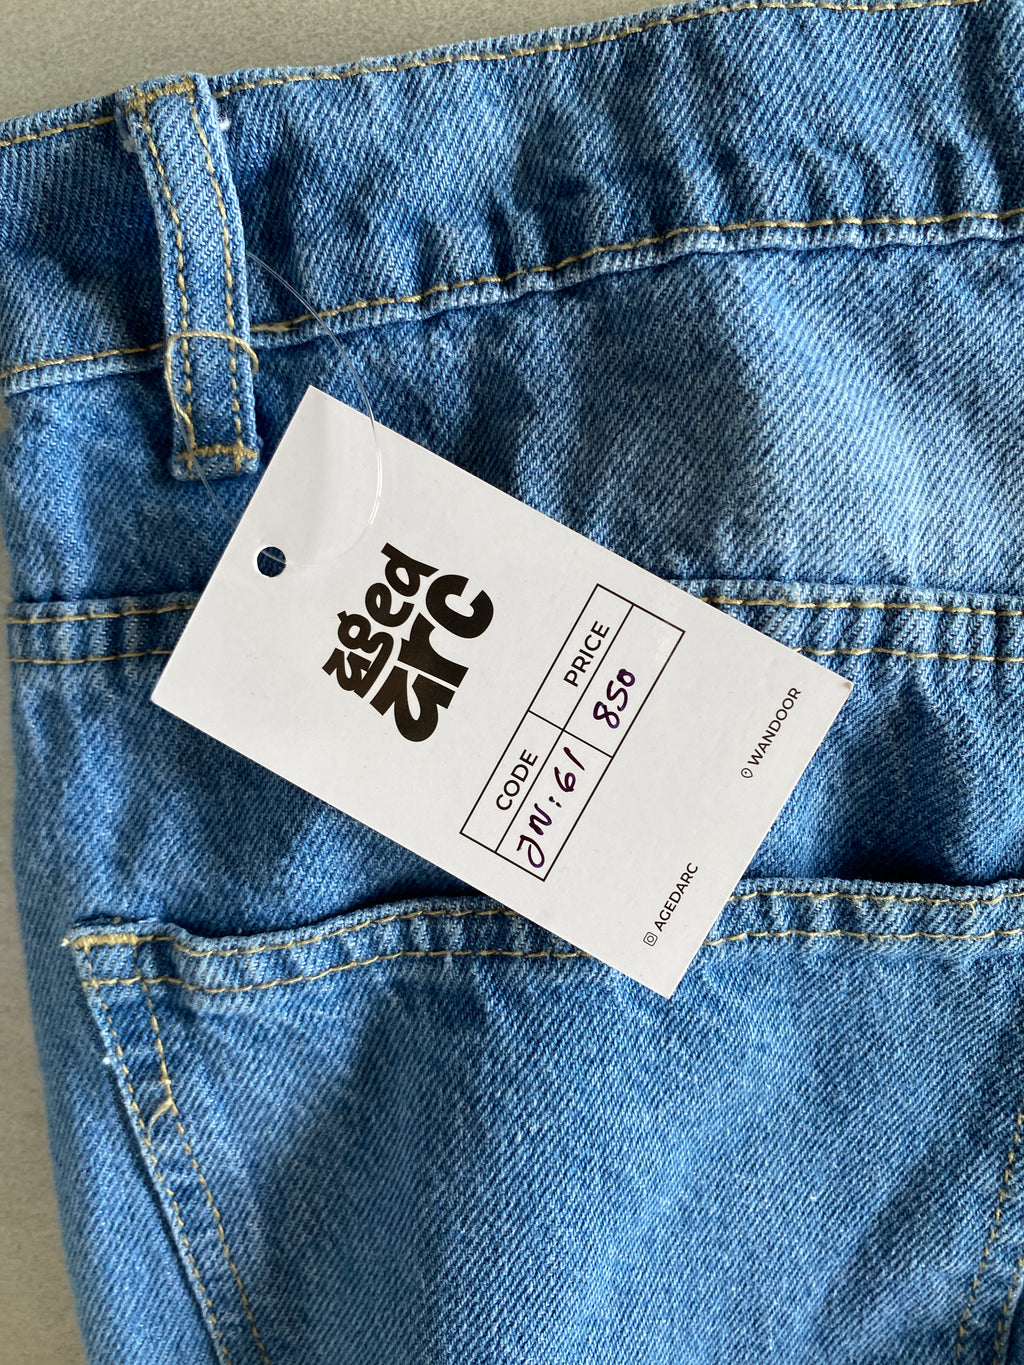 aged
arc
CODE PRICE
JN: 61 850
AGEDARC
WANDOOR